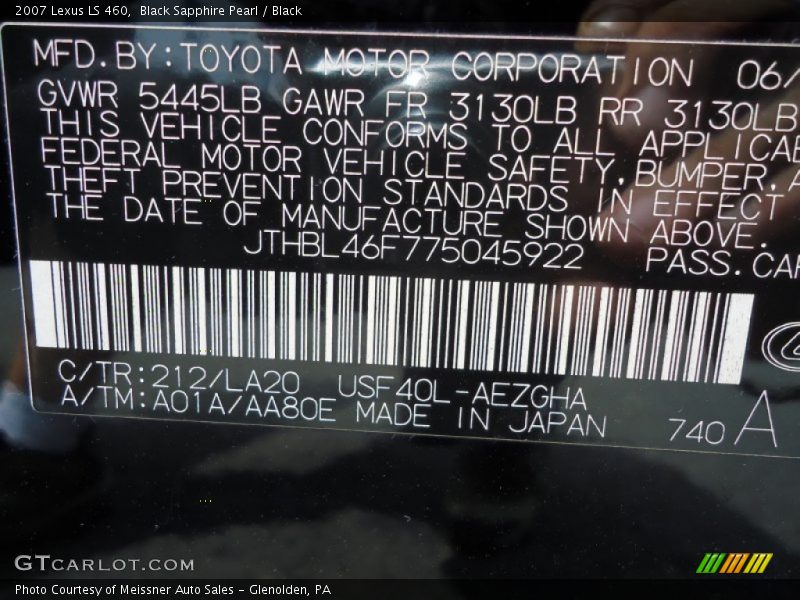 2007 Lexus LS 460, Black Sapphire Pearl / Black
MFD.BY:TOYOTA MOTOR CORPORATION 06/
GVWR 5445LB GAWR FR 3130LB RR 3130LB
THIS VEHICLE CONFORMS TO ALL APPLICAB
FEDERAL MOTOR VEHICLE SAFETY,BUMPER,A
THEFT PREVENTION STANDARDS IN EFFECT
THE DATE OF MANUFACTURE SHOWN ABOVE.
JTHBL46F775045922 PASS.CAR
C/TR:212/LA20 USF40L-AEZGHA
A/TM:A01A/AA80E MADE IN JAPAN 740 A
GTCARLOT.COM
Photo Courtesy of Meissner Auto Sales - Glenolden, PA